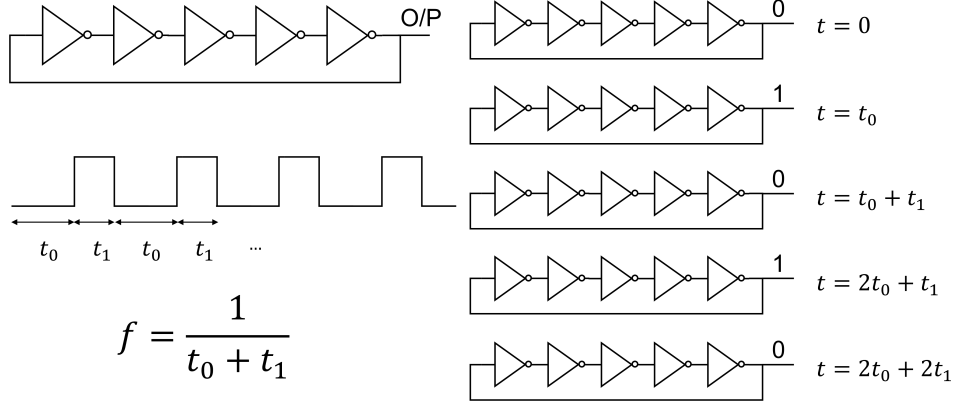 O/P
t₀ t₁ t₀ t₁ ...
f = 1 / (t₀ + t₁)
0 t = 0
1 t = t₀
0 t = t₀ + t₁
1 t = 2t₀ + t₁
0 t = 2t₀ + 2t₁